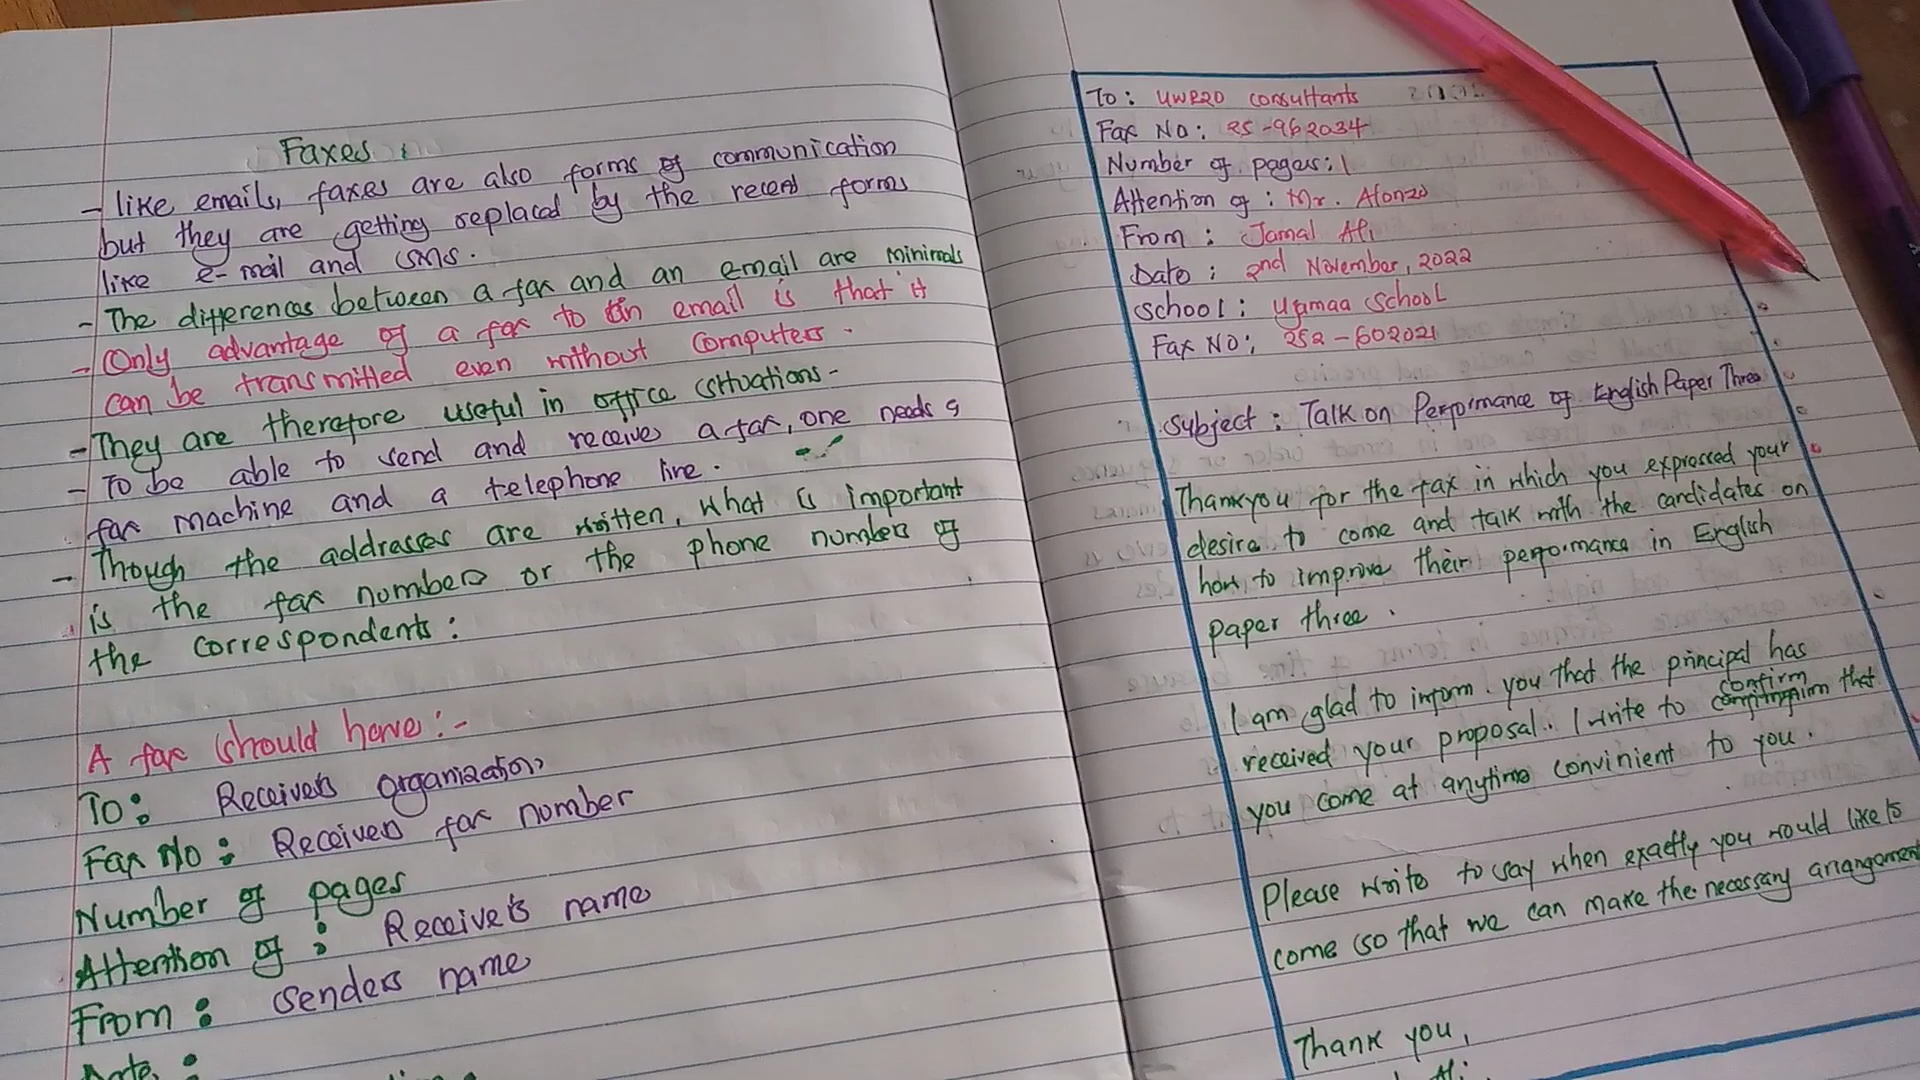 Faxes
- like emails, faxes are also forms of communication
but they are getting replaced by the recent forms
like e-mail and SMS.
- The differences between a fax and an email are minimals
- Only advantage of a fax to an email is that it
can be transmitted even without computers.
- They are therefore useful in office situations-
- To be able to send and receive a fax, one needs a
fax machine and a telephone line.
- Though the addresses are written, what is important
is the fax numbers or the phone numbers of
the correspondents:
A fax should have:-
To: Receivers organization
Fax No: Receivers fax number
Number of pages
Attention of: Receiver's name
From: Senders name
Date:
To: UWEZO consultants
Fax No: 25-962034
Number of pages: 1
Attention of: Mr. Alonzo
From: Jamal Ali
Date: 2nd November, 2022
School: Ujamaa School
Fax NO: 252-602021
Subject: Talk on Performance of English Paper Three
Thankyou for the fax in which you expressed your
desire to come and talk with the candidates on
how to improve their performance in English
paper three.
I am glad to inform you that the principal has
received your proposal. I write to confirm that
you come at anytime convinient to you.
Please write to say when exactly you would like to
come so that we can make the necessary arrangement
Thank you,
Ali